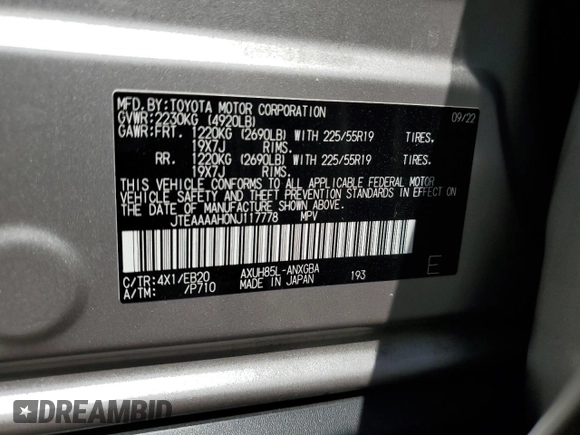 MFD.BY:TOYOTA MOTOR CORPORATION 09/22
GVWR:2230KG (4920LB)
GAWR:FRT. 1220KG (2690LB) WITH 225/55R19 TIRES.
19X7J RIMS.
RR. 1220KG (2690LB) WITH 225/55R19 TIRES.
19X7J RIMS.
THIS VEHICLE CONFORMS TO ALL APPLICABLE FEDERAL MOTOR
VEHICLE SAFETY AND THEFT PREVENTION STANDARDS IN EFFECT
ON THE DATE OF MANUFACTURE SHOWN ABOVE.
JTEAAAAH0NJ117778 MPV
C/TR:4X1/EB20 AXUH85L-ANXGBA 193 E
A/TM: /P710 MADE IN JAPAN
DREAMBID